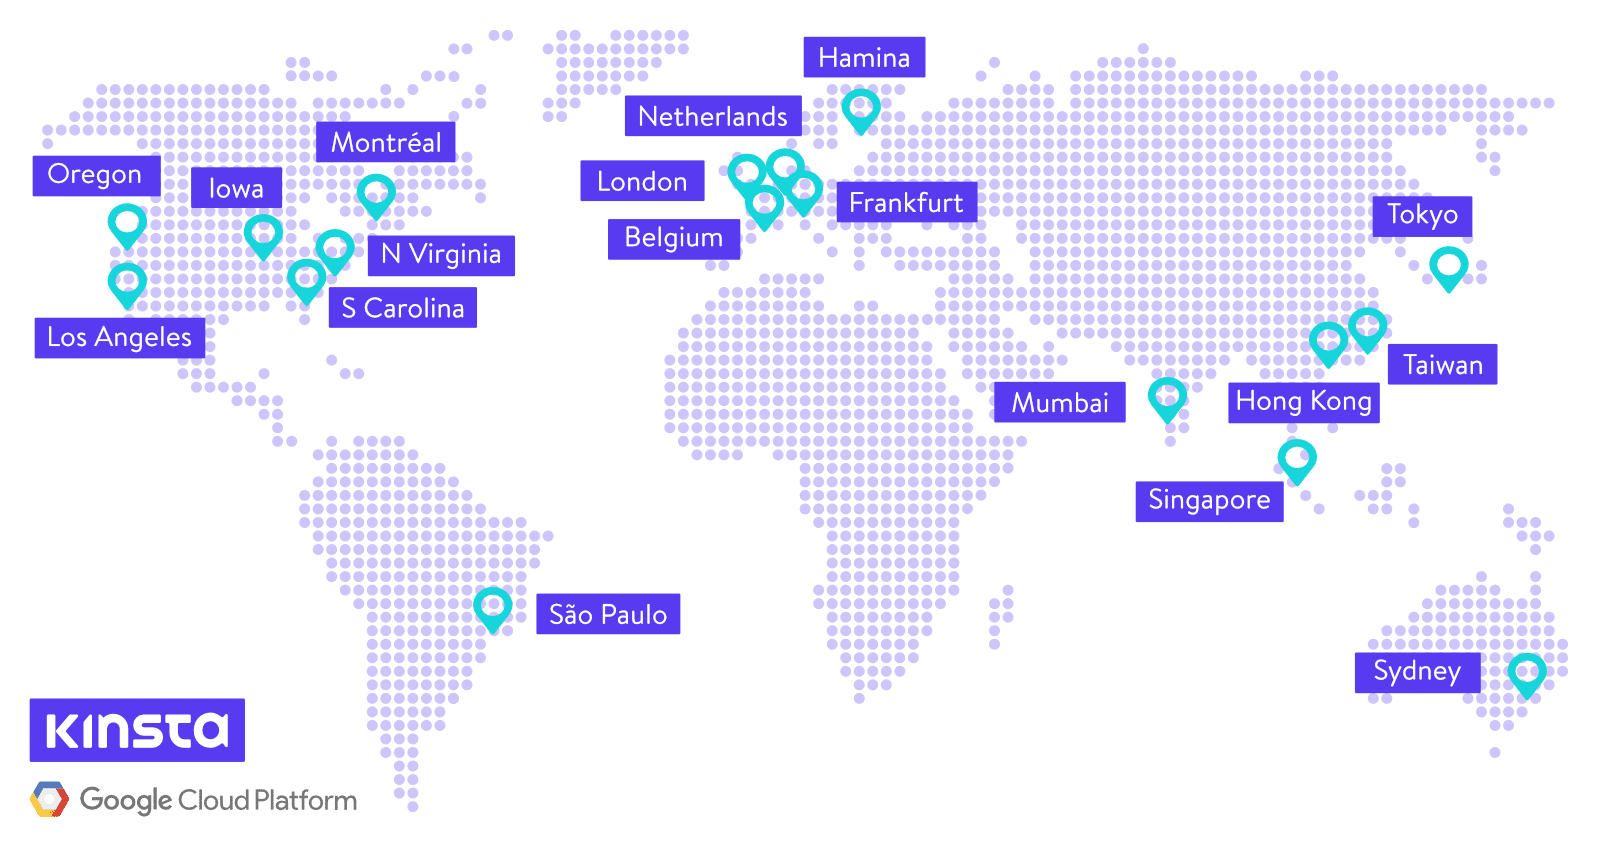 Hamina
Netherlands
Montréal
Oregon
Iowa
London
Frankfurt
Tokyo
Belgium
N Virginia
S Carolina
Los Angeles
Taiwan
Mumbai
Hong Kong
Singapore
São Paulo
Sydney
Kinsta
Google Cloud Platform